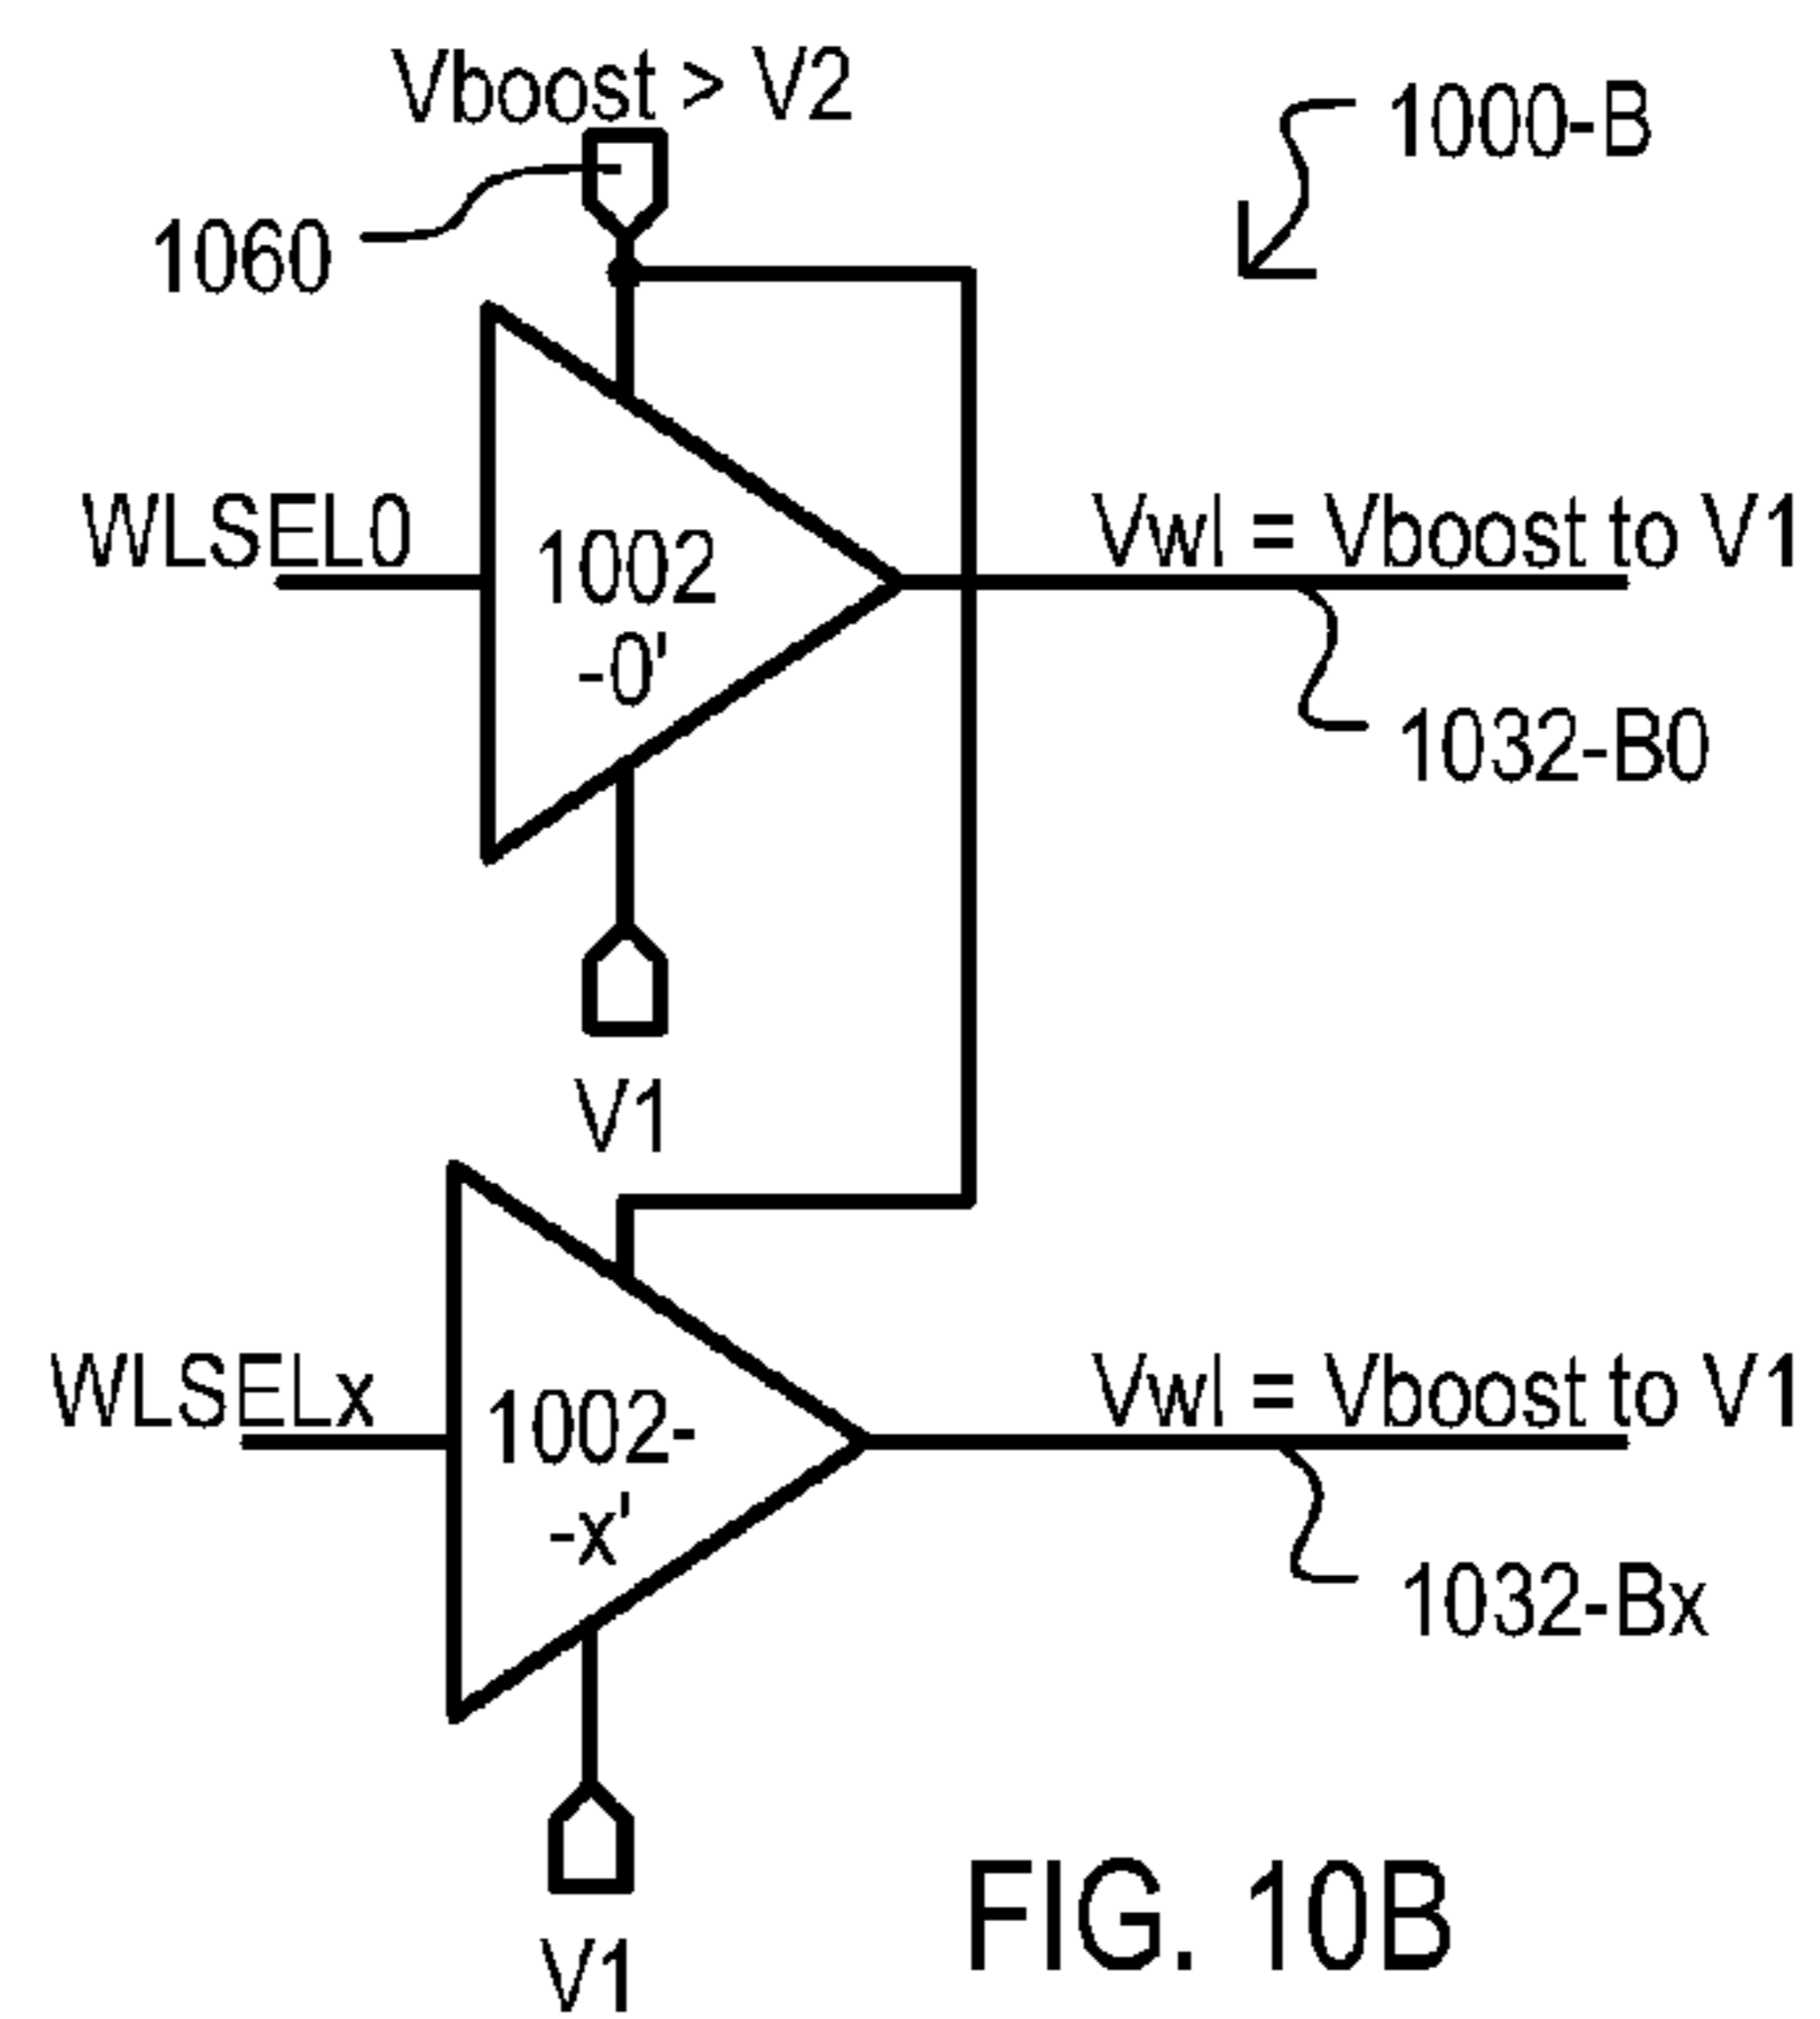 Vboost > V2
1000-B
1060
WLSEL0
1002
-0'
Vwl = Vboost to V1
1032-B0
V1
WLSELx
1002-
-x'
Vwl = Vboost to V1
1032-Bx
V1
FIG. 10B